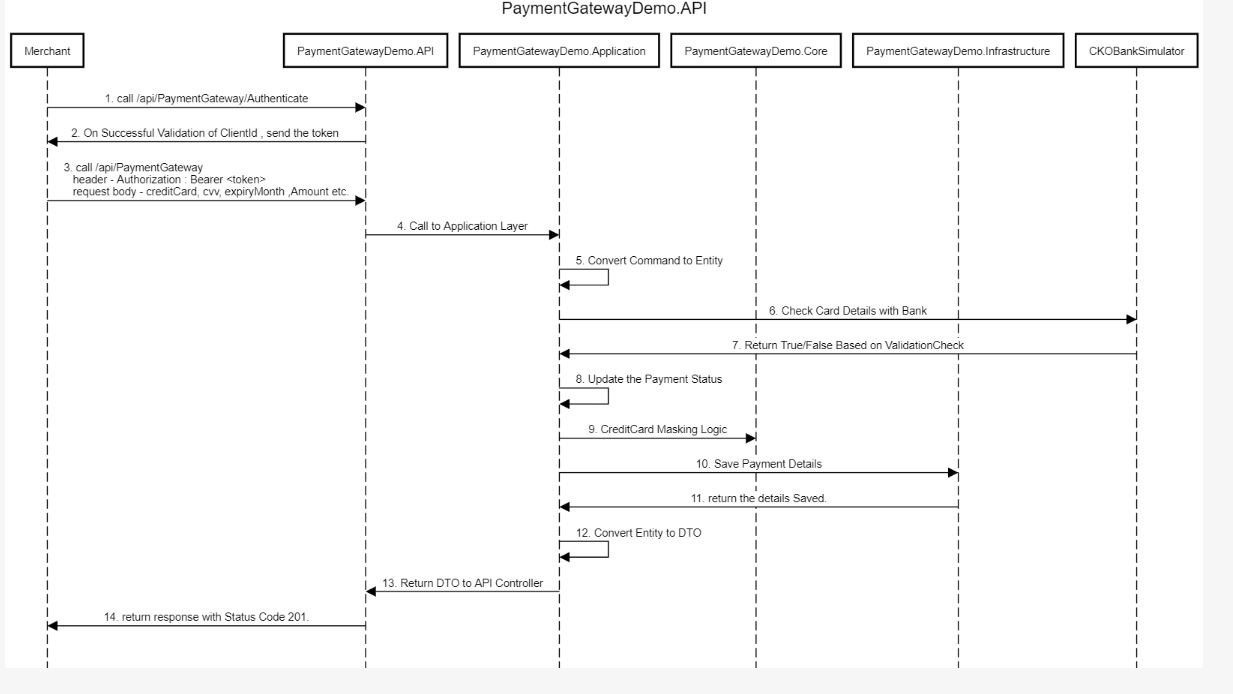 PaymentGatewayDemo.API
Merchant
PaymentGatewayDemo.API
PaymentGatewayDemo.Application
PaymentGatewayDemo.Core
PaymentGatewayDemo.Infrastructure
CKOBankSimulator
1. call /api/PaymentGateway/Authenticate
2. On Successful Validation of ClientId , send the token
3. call /api/PaymentGateway
header - Authorization : Bearer <token>
request body - creditCard, cvv, expiryMonth ,Amount etc.
4. Call to Application Layer
5. Convert Command to Entity
6. Check Card Details with Bank
7. Return True/False Based on ValidationCheck
8. Update the Payment Status
9. CreditCard Masking Logic
10. Save Payment Details
11. return the details Saved.
12. Convert Entity to DTO
13. Return DTO to API Controller
14. return response with Status Code 201.